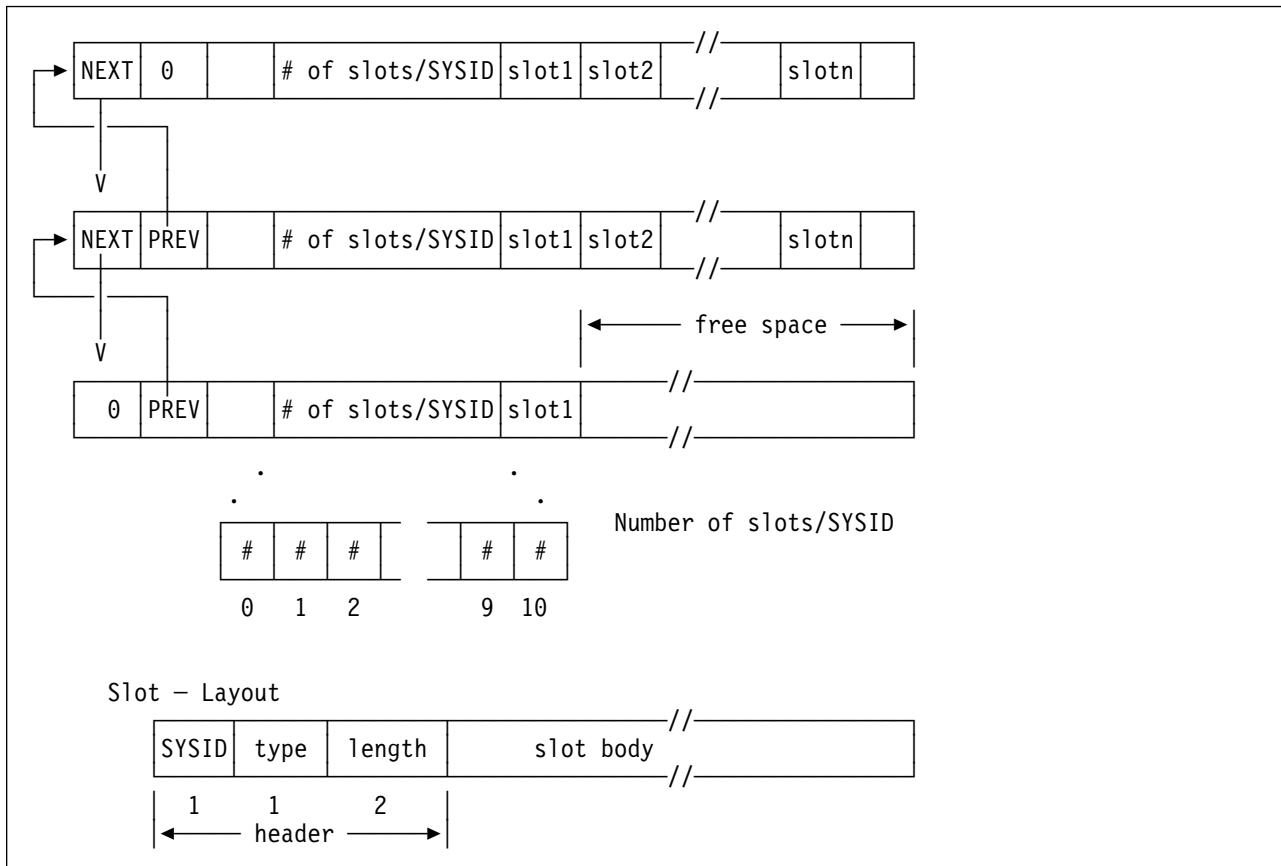 //
NEXT 0 # of slots/SYSID slot1 slot2 slotn
//
V
//
NEXT PREV # of slots/SYSID slot1 slot2 slotn
//
free space
V
//
0 PREV # of slots/SYSID slot1
//
. .
. .
Number of slots/SYSID
# # # # #
0 1 2 9 10
Slot — Layout
//
SYSID type length slot body
//
1 1 2
header